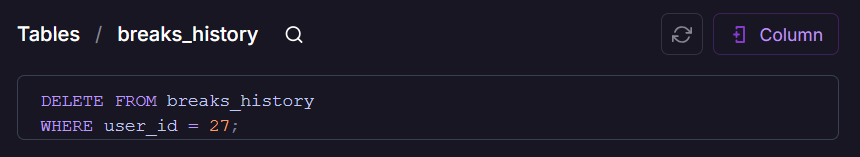 Tables / breaks_history
Column
DELETE FROM breaks_history
WHERE user_id = 27;